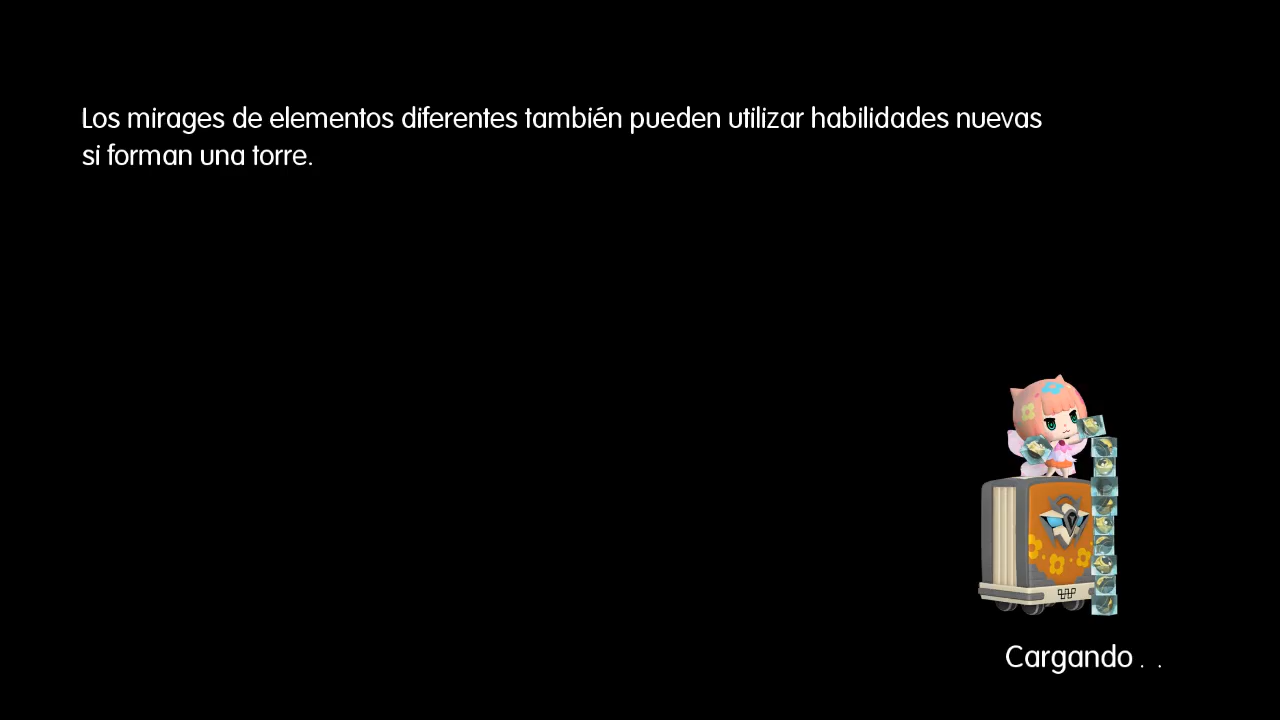 Los mirages de elementos diferentes también pueden utilizar habilidades nuevas
si forman una torre.
Cargando . .